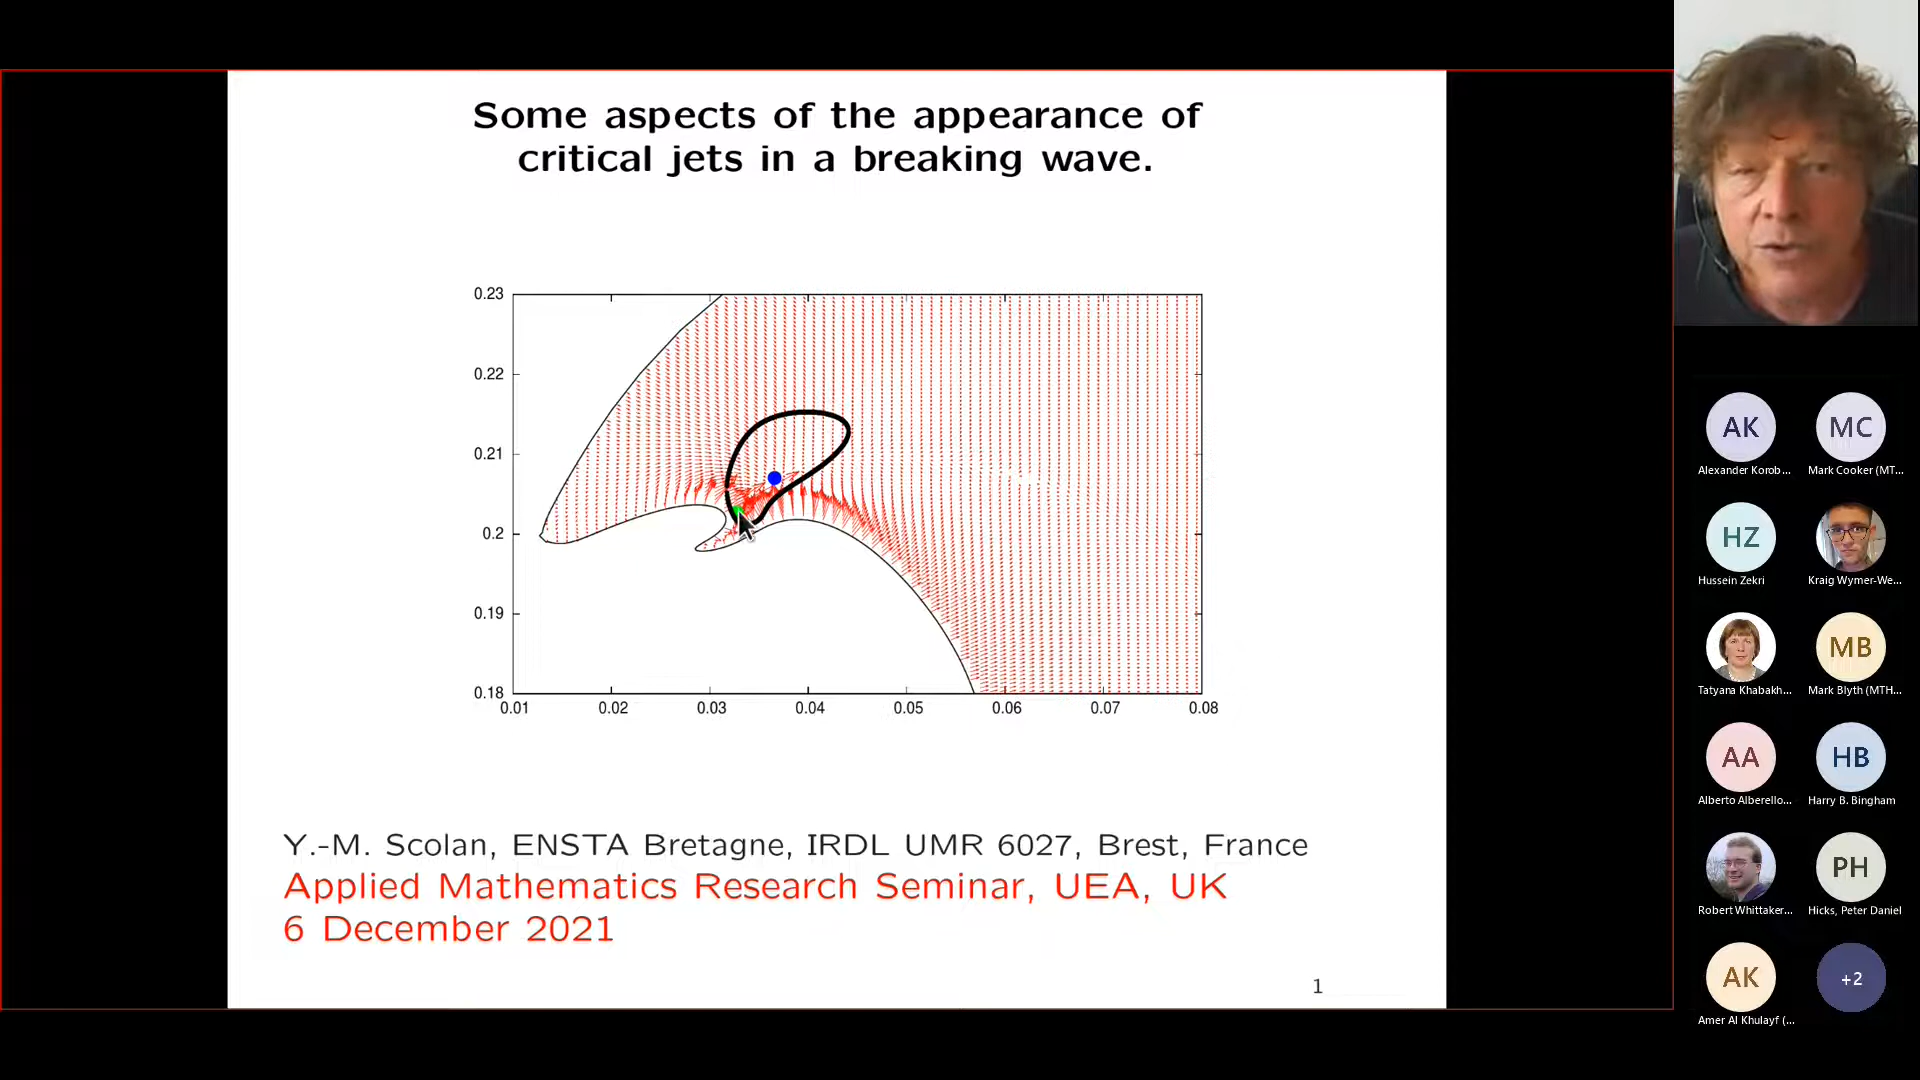 Some aspects of the appearance of
critical jets in a breaking wave.
0.23
0.22
0.21
0.2
0.19
0.18
0.01 0.02 0.03 0.04 0.05 0.06 0.07 0.08
Y.-M. Scolan, ENSTA Bretagne, IRDL UMR 6027, Brest, France
Applied Mathematics Research Seminar, UEA, UK
6 December 2021
1
AK MC
Alexander Korob... Mark Cooker (MT...
HZ
Hussein Zekri Kraig Wymer-We...
MB
Tatyana Khabakh... Mark Blyth (MTH...
AA HB
Alberto Alberello... Harry B. Bingham
PH
Robert Whittaker... Hicks, Peter Daniel
AK +2
Amer Al Khulayf (...